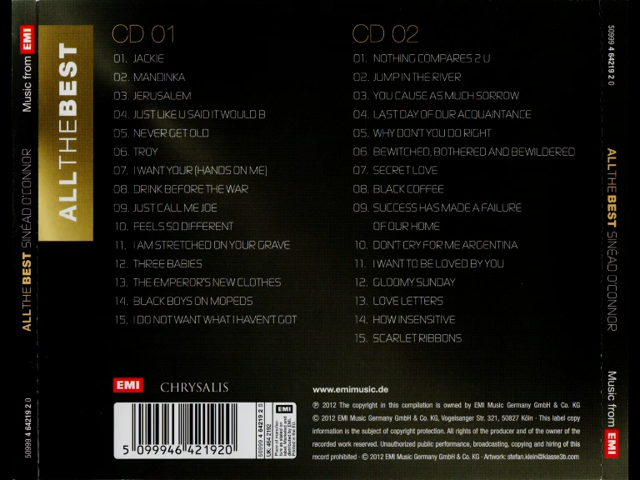 Music from EMI
ALLTHEBEST SINÉAD O'CONNOR
50999 4 64219 2 0
ALLTHEBEST
CD 01
01. JACKIE
02. MANDINKA
03. JERUSALEM
04. JUST LIKE U SAID IT WOULD B
05. NEVER GET OLD
06. TROY
07. I WANT YOUR (HANDS ON ME)
08. DRINK BEFORE THE WAR
09. JUST CALL ME JOE
10. FEELS SO DIFFERENT
11. I AM STRETCHED ON YOUR GRAVE
12. THREE BABIES
13. THE EMPEROR'S NEW CLOTHES
14. BLACK BOYS ON MOPEDS
15. I DO NOT WANT WHAT I HAVEN'T GOT
CD 02
01. NOTHING COMPARES 2 U
02. JUMP IN THE RIVER
03. YOU CAUSE AS MUCH SORROW
04. LAST DAY OF OUR ACQUAINTANCE
05. WHY DON'T YOU DO RIGHT
06. BEWITCHED, BOTHERED AND BEWILDERED
07. SECRET LOVE
08. BLACK COFFEE
09. SUCCESS HAS MADE A FAILURE
OF OUR HOME
10. DON'T CRY FOR ME ARGENTINA
11. I WANT TO BE LOVED BY YOU
12. GLOOMY SUNDAY
13. LOVE LETTERS
14. HOW INSENSITIVE
15. SCARLET RIBBONS
EMI CHRYSALIS
5 099946 421920
50999 4 64219 2 0
EMI
www.emimusic.de
℗ 2012 The copyright in this compilation is owned by EMI Music Germany GmbH & Co. KG
© 2012 EMI Music Germany GmbH & Co. KG, Vogelsanger Str. 321, 50827 Köln · This label copy
information is the subject of copyright protection. All rights of the producer and of the owner of the
recorded work reserved. Unauthorized public performance, broadcasting, copying and hiring of this
record prohibited · © 2012 EMI Music Germany GmbH & Co. KG · Artwork: stefan.klein@klasse3b.com
50999 4 64219 2 0
ALLTHEBEST SINÉAD O'CONNOR
Music from EMI